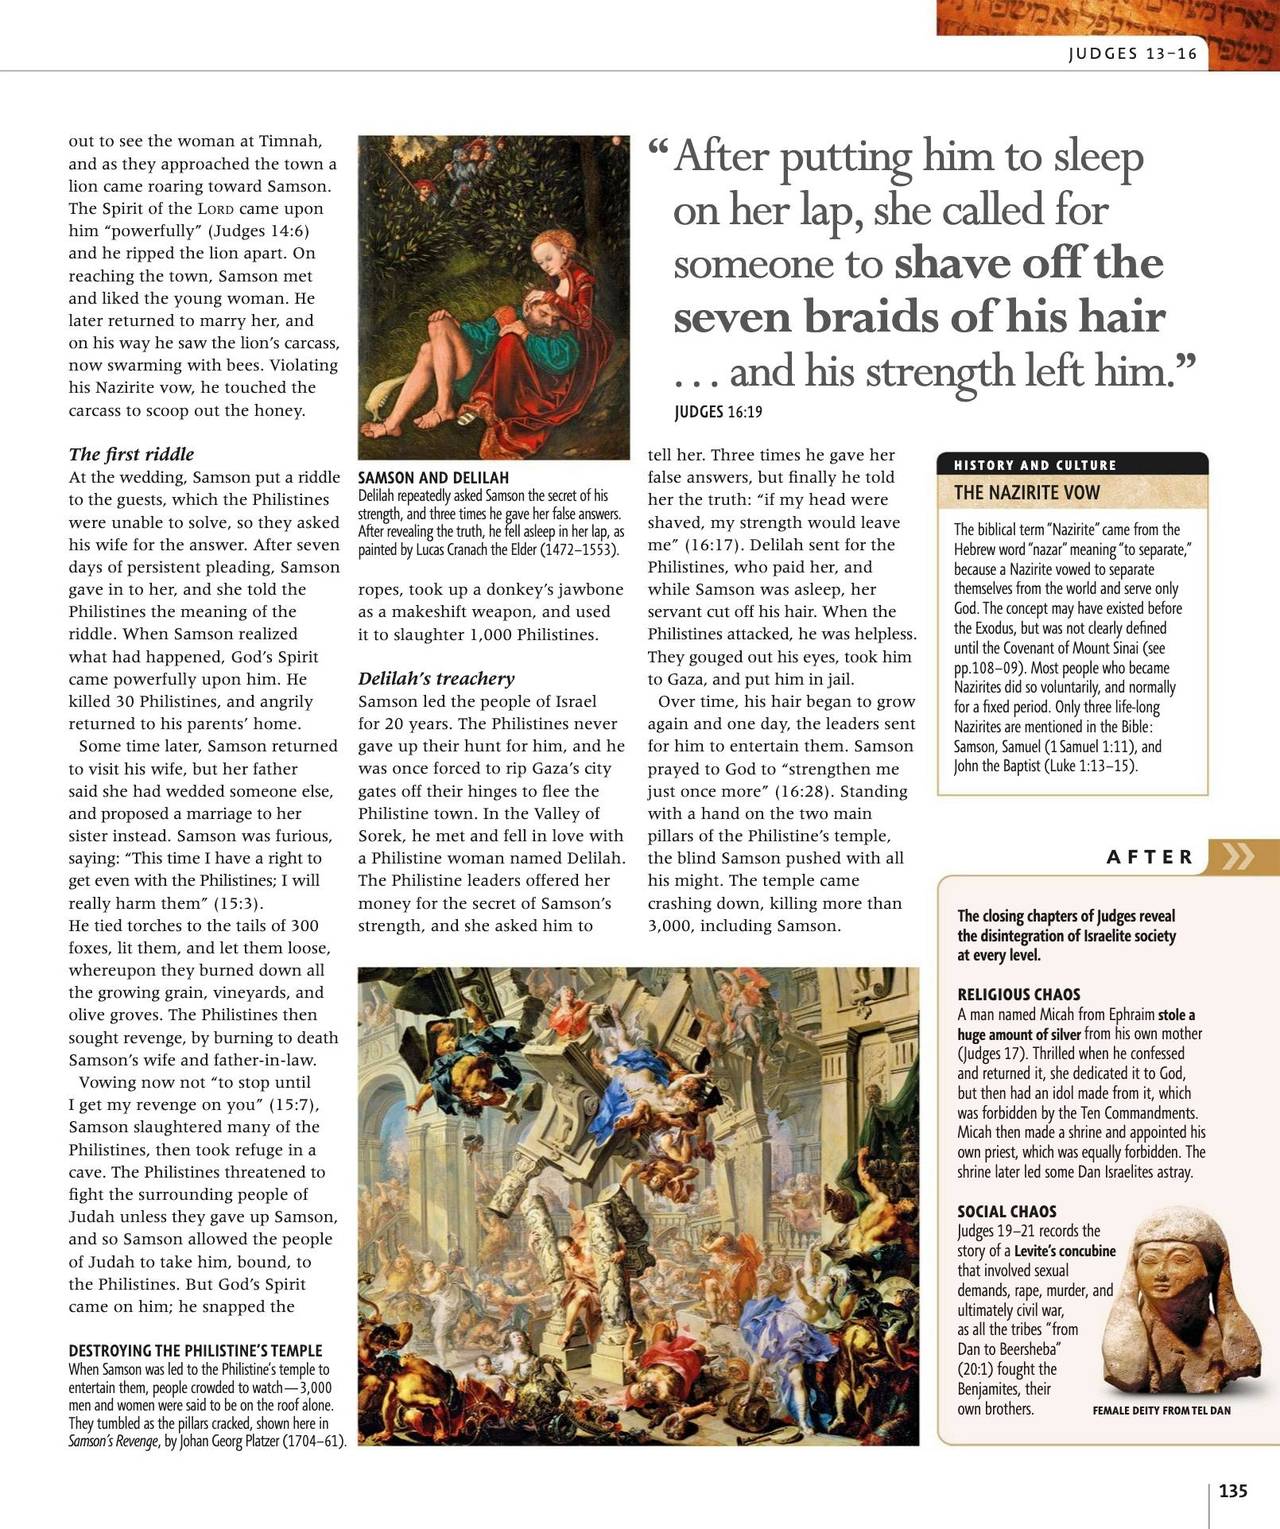 JUDGES 13–16
out to see the woman at Timnah,
and as they approached the town a
lion came roaring toward Samson.
The Spirit of the LORD came upon
him “powerfully” (Judges 14:6)
and he ripped the lion apart. On
reaching the town, Samson met
and liked the young woman. He
later returned to marry her, and
on his way he saw the lion’s carcass,
now swarming with bees. Violating
his Nazirite vow, he touched the
carcass to scoop out the honey.
The first riddle
At the wedding, Samson put a riddle
to the guests, which the Philistines
were unable to solve, so they asked
his wife for the answer. After seven
days of persistent pleading, Samson
gave in to her, and she told the
Philistines the meaning of the
riddle. When Samson realized
what had happened, God’s Spirit
came powerfully upon him. He
killed 30 Philistines, and angrily
returned to his parents’ home.
Some time later, Samson returned
to visit his wife, but her father
said she had wedded someone else,
and proposed a marriage to her
sister instead. Samson was furious,
saying: “This time I have a right to
get even with the Philistines; I will
really harm them” (15:3).
He tied torches to the tails of 300
foxes, lit them, and let them loose,
whereupon they burned down all
the growing grain, vineyards, and
olive groves. The Philistines then
sought revenge, by burning to death
Samson’s wife and father-in-law.
Vowing now not “to stop until
I get my revenge on you” (15:7),
Samson slaughtered many of the
Philistines, then took refuge in a
cave. The Philistines threatened to
fight the surrounding people of
Judah unless they gave up Samson,
and so Samson allowed the people
of Judah to take him, bound, to
the Philistines. But God’s Spirit
came on him; he snapped the
DESTROYING THE PHILISTINE’S TEMPLE
When Samson was led to the Philistine’s temple to
entertain them, people crowded to watch—3,000
men and women were said to be on the roof alone.
They tumbled as the pillars cracked, shown here in
Samson’s Revenge, by Johan Georg Platzer (1704–61).
SAMSON AND DELILAH
Delilah repeatedly asked Samson the secret of his
strength, and three times he gave her false answers.
After revealing the truth, he fell asleep in her lap, as
painted by Lucas Cranach the Elder (1472–1553).
ropes, took up a donkey’s jawbone
as a makeshift weapon, and used
it to slaughter 1,000 Philistines.
Delilah’s treachery
Samson led the people of Israel
for 20 years. The Philistines never
gave up their hunt for him, and he
was once forced to rip Gaza’s city
gates off their hinges to flee the
Philistine town. In the Valley of
Sorek, he met and fell in love with
a Philistine woman named Delilah.
The Philistine leaders offered her
money for the secret of Samson’s
strength, and she asked him to
“After putting him to sleep
on her lap, she called for
someone to shave off the
seven braids of his hair
. . . and his strength left him.”
JUDGES 16:19
tell her. Three times he gave her
false answers, but finally he told
her the truth: “if my head were
shaved, my strength would leave
me” (16:17). Delilah sent for the
Philistines, who paid her, and
while Samson was asleep, her
servant cut off his hair. When the
Philistines attacked, he was helpless.
They gouged out his eyes, took him
to Gaza, and put him in jail.
Over time, his hair began to grow
again and one day, the leaders sent
for him to entertain them. Samson
prayed to God to “strengthen me
just once more” (16:28). Standing
with a hand on the two main
pillars of the Philistine’s temple,
the blind Samson pushed with all
his might. The temple came
crashing down, killing more than
3,000, including Samson.
HISTORY AND CULTURE
THE NAZIRITE VOW
The biblical term “Nazirite” came from the
Hebrew word “nazar” meaning “to separate,”
because a Nazirite vowed to separate
themselves from the world and serve only
God. The concept may have existed before
the Exodus, but was not clearly defined
until the Covenant of Mount Sinai (see
pp.108–09). Most people who became
Nazirites did so voluntarily, and normally
for a fixed period. Only three life-long
Nazirites are mentioned in the Bible:
Samson, Samuel (1 Samuel 1:11), and
John the Baptist (Luke 1:13–15).
AFTER
The closing chapters of Judges reveal
the disintegration of Israelite society
at every level.
RELIGIOUS CHAOS
A man named Micah from Ephraim stole a
huge amount of silver from his own mother
(Judges 17). Thrilled when he confessed
and returned it, she dedicated it to God,
but then had an idol made from it, which
was forbidden by the Ten Commandments.
Micah then made a shrine and appointed his
own priest, which was equally forbidden. The
shrine later led some Dan Israelites astray.
SOCIAL CHAOS
Judges 19–21 records the
story of a Levite’s concubine
that involved sexual
demands, rape, murder, and
ultimately civil war,
as all the tribes “from
Dan to Beersheba”
(20:1) fought the
Benjamites, their
own brothers.
FEMALE DEITY FROM TEL DAN
135